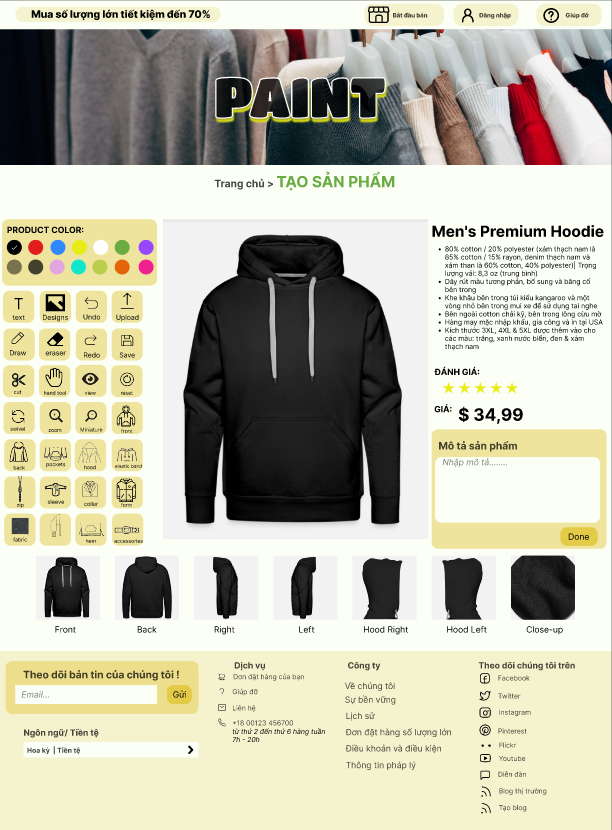 Mua số lượng lớn tiết kiệm đến 70%
Bắt đầu bán
Đăng nhập
Giúp đỡ
PAINT
Trang chủ > TẠO SẢN PHẨM
PRODUCT COLOR:
text
Designs
Undo
Upload
Draw
eraser
Redo
Save
cut
hand tool
view
reset
swivel
zoom
Miniature
front
back
pockets
hood
elastic band
zip
sleeve
collar
form
fabric
hem
accessories
Men's Premium Hoodie
80% cotton / 20% polyester (xám thạch nam là
85% cotton / 15% rayon, denim thạch nam và
xám than là 60% cotton, 40% polyester)| Trọng
lượng vải: 8,3 oz (trung bình)
Dây rút màu tương phản, bổ sung và băng cổ
bên trong
Khe khâu bên trong túi kiểu kangaroo và một
vòng nhỏ bên trong mui xe để sử dụng tai nghe
Bên ngoài cotton chải kỹ, bên trong lông cừu mờ
Hàng may mặc nhập khẩu, gia công và in tại USA
Kích thước 3XL, 4XL & 5XL được thêm vào cho
các màu: trắng, xanh nước biển, đen & xám
thạch nam
ĐÁNH GIÁ:
GIÁ: $ 34,99
Mô tả sản phẩm
Nhập mô tả........
Done
Front
Back
Right
Left
Hood Right
Hood Left
Close-up
Theo dõi bản tin của chúng tôi !
Email...
Gửi
Ngôn ngữ/ Tiền tệ
Hoa kỳ | Tiền tệ
Dịch vụ
Đơn đặt hàng của bạn
Giúp đỡ
Liên hệ
+18 00123 456700
từ thứ 2 đến thứ 6 hàng tuần
7h - 20h
Công ty
Về chúng tôi
Sự bền vững
Lịch sử
Đơn đặt hàng số lượng lớn
Điều khoản và điều kiện
Thông tin pháp lý
Theo dõi chúng tôi trên
Facebook
Twitter
Instagram
Pinterest
Flickr
Youtube
Diễn đàn
Blog thị trường
Tạo blog